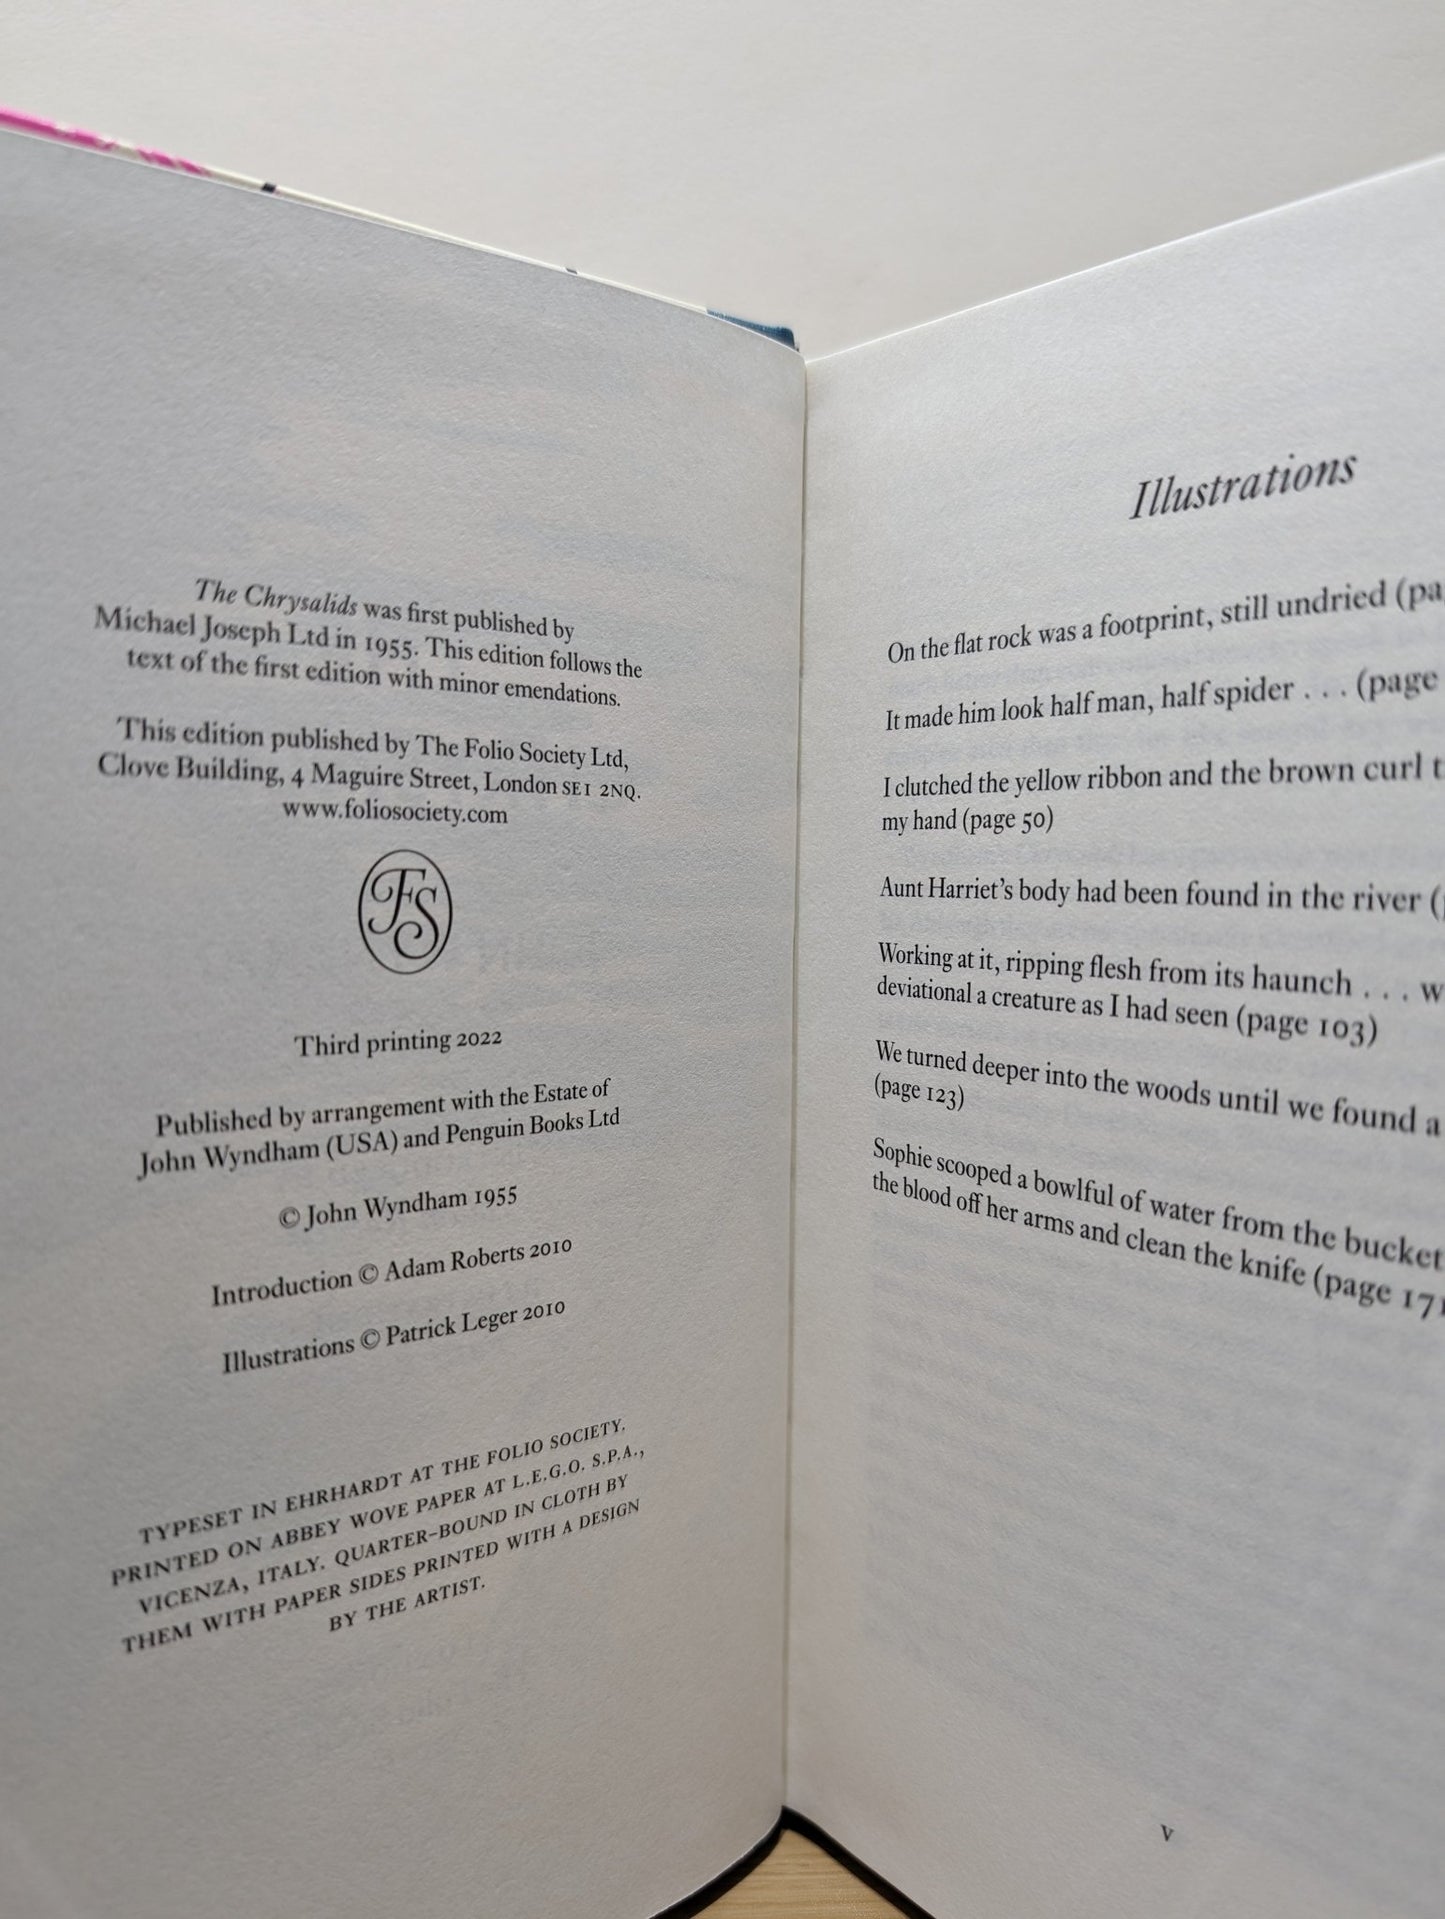 The Chrysalids was first published by
Michael Joseph Ltd in 1955. This edition follows the
text of the first edition with minor emendations.
This edition published by The Folio Society Ltd,
Clove Building, 4 Maguire Street, London SE1 2NQ.
www.foliosociety.com
FS
Third printing 2022
Published by arrangement with the Estate of
John Wyndham (USA) and Penguin Books Ltd
© John Wyndham 1955
Introduction © Adam Roberts 2010
Illustrations © Patrick Leger 2010
TYPESET IN EHRHARDT AT THE FOLIO SOCIETY.
PRINTED ON ABBEY WOVE PAPER AT L.E.G.O. S.P.A.,
VICENZA, ITALY. QUARTER-BOUND IN CLOTH BY
THEM WITH PAPER SIDES PRINTED WITH A DESIGN
BY THE ARTIST.
Illustrations
On the flat rock was a footprint, still undried (pa
It made him look half man, half spider . . . (page
I clutched the yellow ribbon and the brown curl t
my hand (page 50)
Aunt Harriet's body had been found in the river (
Working at it, ripping flesh from its haunch . . . w
deviational a creature as I had seen (page 103)
We turned deeper into the woods until we found a
(page 123)
Sophie scooped a bowlful of water from the bucket
the blood off her arms and clean the knife (page 171
v